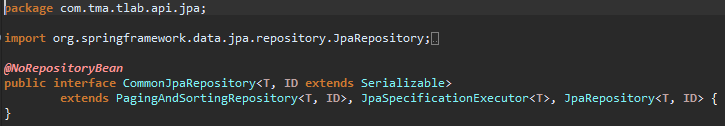 package com.tma.tlab.api.jpa;
import org.springframework.data.jpa.repository.JpaRepository;
@NoRepositoryBean
public interface CommonJpaRepository<T, ID extends Serializable>
extends PagingAndSortingRepository<T, ID>, JpaSpecificationExecutor<T>, JpaRepository<T, ID> {
}